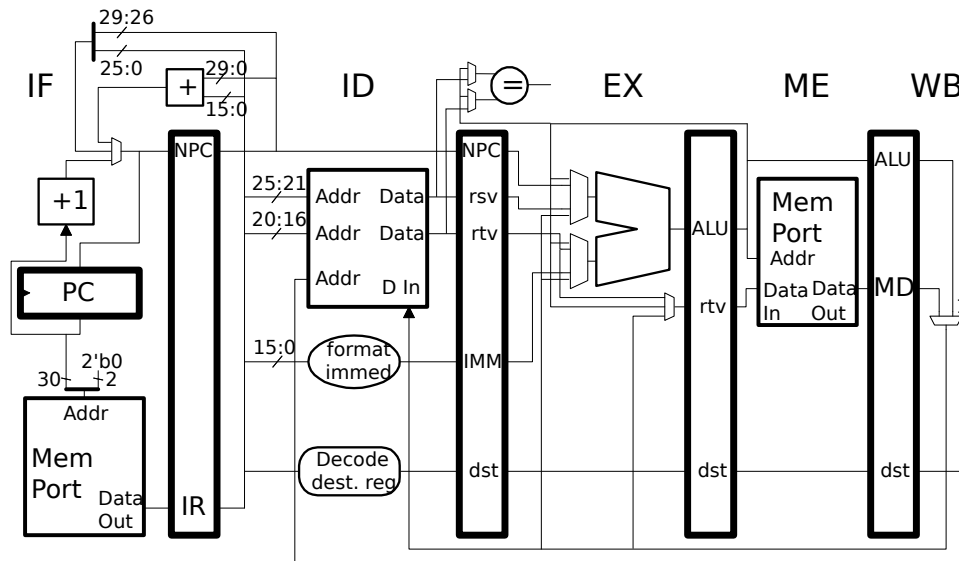 29:26
25:0
29:0
15:0
+
=
IF
ID
EX
ME
WB
NPC
+1
PC
25:21
20:16
Addr
Data
Addr
Data
Addr
D In
NPC
rsv
rtv
ALU
rtv
Mem
Port
Addr
Data
In
Data
Out
ALU
MD
15:0
format
immed
IMM
30
2'b0
2
Addr
Mem
Port
Data
Out
IR
Decode
dest. reg
dst
dst
dst